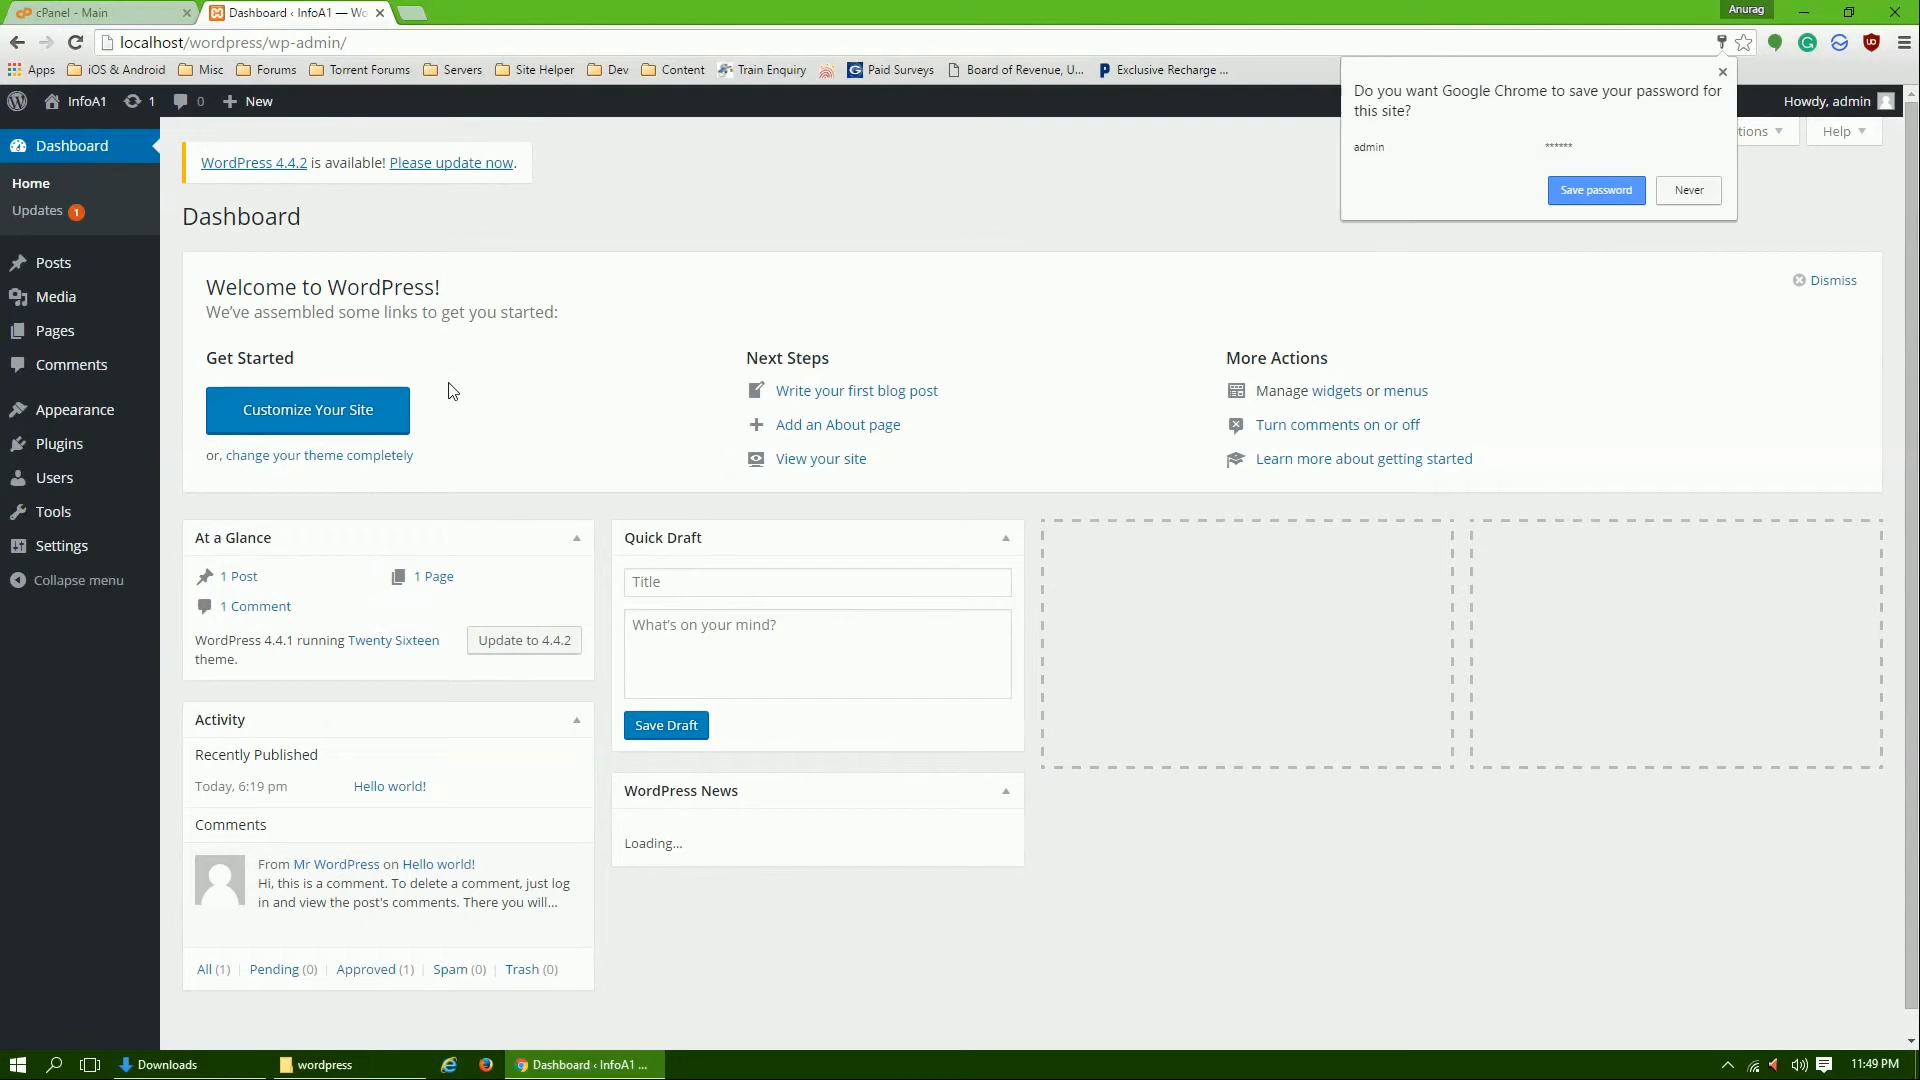 cPanel - Main
Dashboard ‹ InfoA1 — Wo
Anurag
localhost/wordpress/wp-admin/
Apps
iOS & Android
Misc
Forums
Torrent Forums
Servers
Site Helper
Dev
Content
Train Enquiry
Paid Surveys
Board of Revenue, U...
Exclusive Recharge ...
InfoA1
1
0
New
Howdy, admin
Do you want Google Chrome to save your password for
this site?
admin
******
Save password
Never
tions
Help
Dashboard
Home
Updates 1
Posts
Media
Pages
Comments
Appearance
Plugins
Users
Tools
Settings
Collapse menu
WordPress 4.4.2 is available! Please update now.
Dashboard
Welcome to WordPress!
We've assembled some links to get you started:
Dismiss
Get Started
Customize Your Site
or, change your theme completely
Next Steps
Write your first blog post
Add an About page
View your site
More Actions
Manage widgets or menus
Turn comments on or off
Learn more about getting started
At a Glance
1 Post
1 Page
1 Comment
WordPress 4.4.1 running Twenty Sixteen
theme.
Update to 4.4.2
Activity
Recently Published
Today, 6:19 pm
Hello world!
Comments
From Mr WordPress on Hello world!
Hi, this is a comment. To delete a comment, just log
in and view the post's comments. There you will...
All (1) | Pending (0) | Approved (1) | Spam (0) | Trash (0)
Quick Draft
Title
What's on your mind?
Save Draft
WordPress News
Loading...
Downloads
wordpress
Dashboard ‹ InfoA1 ...
11:49 PM